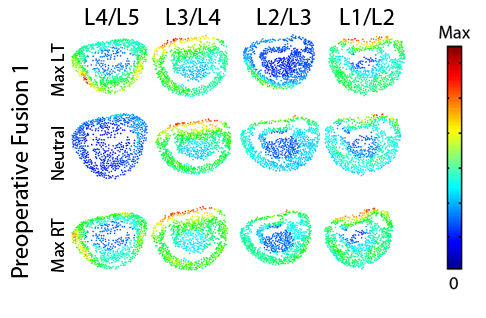 L4/L5 L3/L4 L2/L3 L1/L2
Max
Preoperative Fusion 1
Max LT
Neutral
Max RT
0